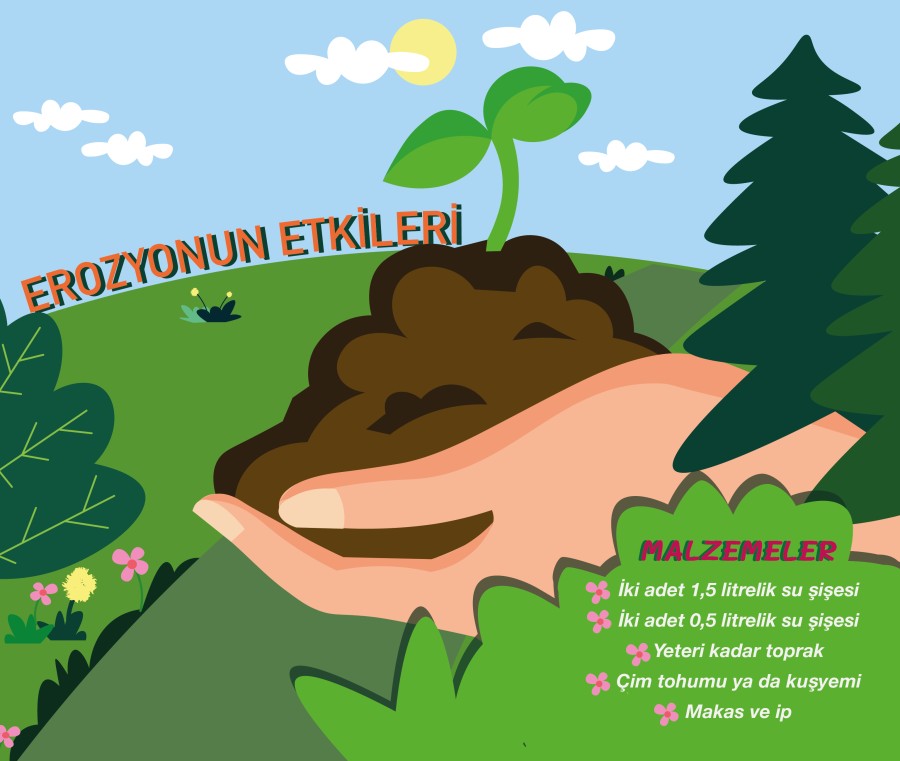 EROZYONUN ETKİLERİ
MALZEMELER
İki adet 1,5 litrelik su şişesi
İki adet 0,5 litrelik su şişesi
Yeteri kadar toprak
Çim tohumu ya da kuşyemi
Makas ve ip